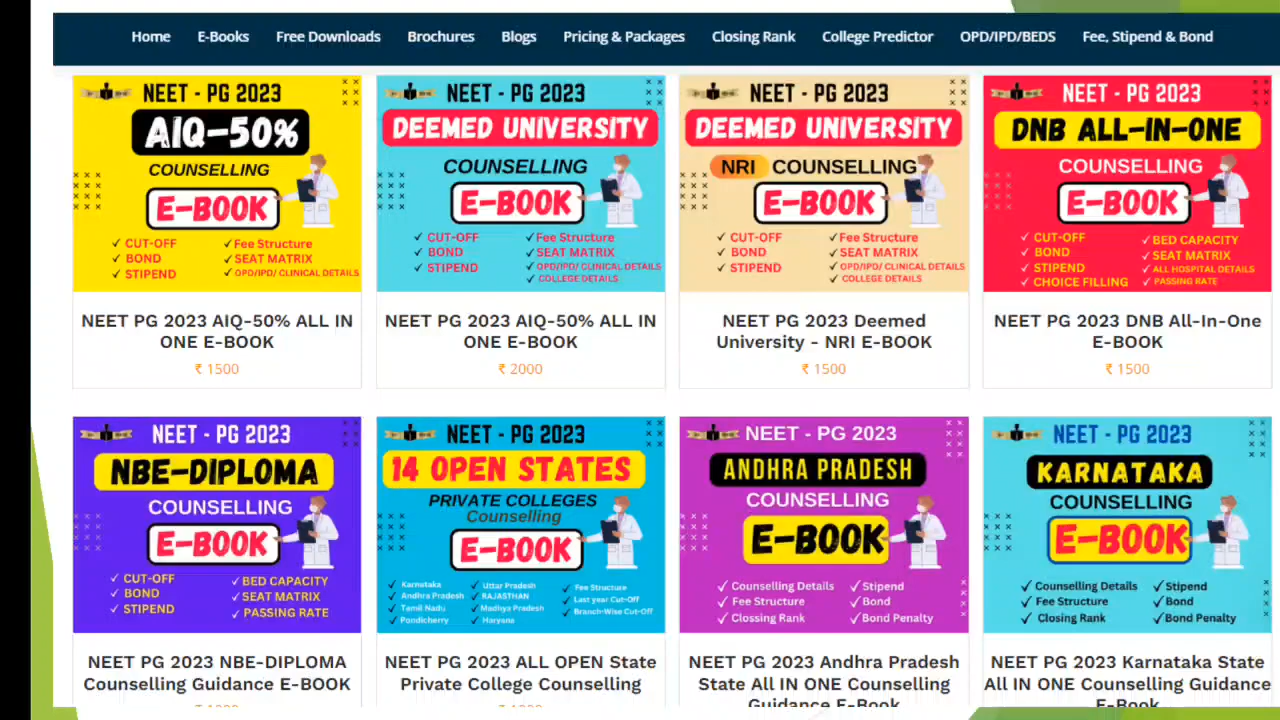 Home E-Books Free Downloads Brochures Blogs Pricing & Packages Closing Rank College Predictor OPD/IPD/BEDS Fee, Stipend & Bond
NEET - PG 2023
AIQ-50%
COUNSELLING
E-BOOK
✓ CUT-OFF ✓ Fee Structure
✓ BOND ✓ SEAT MATRIX
✓ STIPEND ✓ OPD/IPD/ CLINICAL DETAILS
NEET PG 2023 AIQ-50% ALL IN
ONE E-BOOK
₹ 1500
NEET - PG 2023
DEEMED UNIVERSITY
COUNSELLING
E-BOOK
✓ CUT-OFF ✓ Fee Structure
✓ BOND ✓ SEAT MATRIX
✓ STIPEND ✓ OPD/IPD/ CLINICAL DETAILS
✓ COLLEGE DETAILS
NEET PG 2023 AIQ-50% ALL IN
ONE E-BOOK
₹ 2000
NEET - PG 2023
DEEMED UNIVERSITY
NRI COUNSELLING
E-BOOK
✓ CUT-OFF ✓ Fee Structure
✓ BOND ✓ SEAT MATRIX
✓ STIPEND ✓ OPD/IPD/ CLINICAL DETAILS
✓ COLLEGE DETAILS
NEET PG 2023 Deemed
University - NRI E-BOOK
₹ 1500
NEET - PG 2023
DNB ALL-IN-ONE
COUNSELLING
E-BOOK
✓ CUT-OFF ✓ BED CAPACITY
✓ BOND ✓ SEAT MATRIX
✓ STIPEND ✓ ALL HOSPITAL DETAILS
✓ CHOICE FILLING ✓ PASSING RATE
NEET PG 2023 DNB All-In-One
E-BOOK
₹ 1500
NEET - PG 2023
NBE-DIPLOMA
COUNSELLING
E-BOOK
✓ CUT-OFF ✓ BED CAPACITY
✓ BOND ✓ SEAT MATRIX
✓ STIPEND ✓ PASSING RATE
NEET PG 2023 NBE-DIPLOMA
Counselling Guidance E-BOOK
NEET - PG 2023
14 OPEN STATES
PRIVATE COLLEGES
Counselling
E-BOOK
✓ Karnataka ✓ Uttar Pradesh ✓ Fee Structure
✓ Andhra Pradesh ✓ RAJASTHAN ✓ Last year Cut-Off
✓ Tamil Nadu ✓ Madhya Pradesh ✓ Branch-Wise Cut-Off
✓ Pondicherry ✓ Haryana
NEET PG 2023 ALL OPEN State
Private College Counselling
NEET - PG 2023
ANDHRA PRADESH
COUNSELLING
E-BOOK
✓ Counselling Details ✓ Stipend
✓ Fee Structure ✓ Bond
✓ Clossing Rank ✓ Bond Penalty
NEET PG 2023 Andhra Pradesh
State All IN ONE Counselling
Guidance E-Book
NEET - PG 2023
KARNATAKA
COUNSELLING
E-BOOK
✓ Counselling Details ✓ Stipend
✓ Fee Structure ✓ Bond
✓ Closing Rank ✓ Bond Penalty
NEET PG 2023 Karnataka State
All IN ONE Counselling Guidance
E-Book